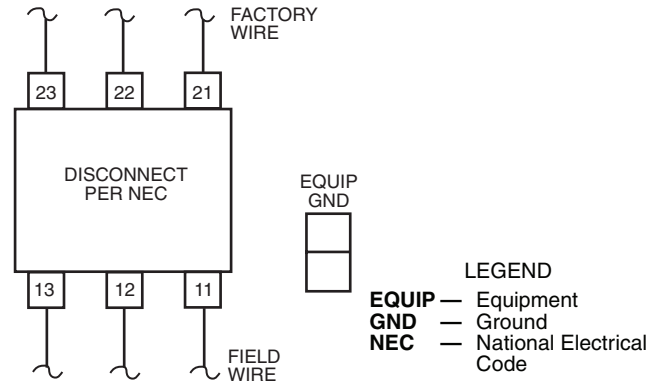 FACTORY
WIRE
23
22
21
DISCONNECT
PER NEC
EQUIP
GND
13
12
11
FIELD
WIRE
LEGEND
EQUIP — Equipment
GND — Ground
NEC — National Electrical
Code